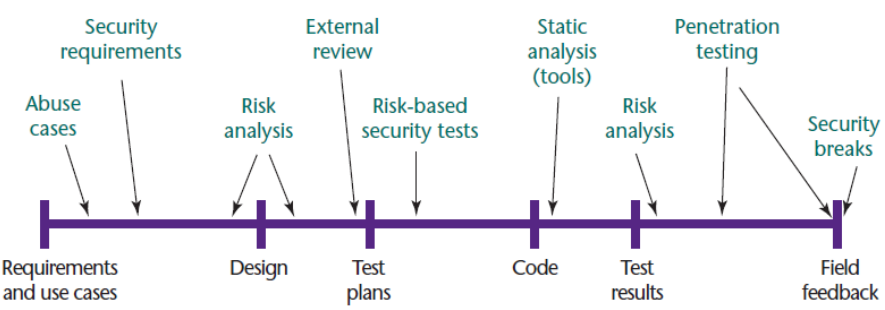 Security
requirements
External
review
Static
analysis
(tools)
Penetration
testing
Abuse
cases
Risk
analysis
Risk-based
security tests
Risk
analysis
Security
breaks
Requirements
and use cases
Design
Test
plans
Code
Test
results
Field
feedback